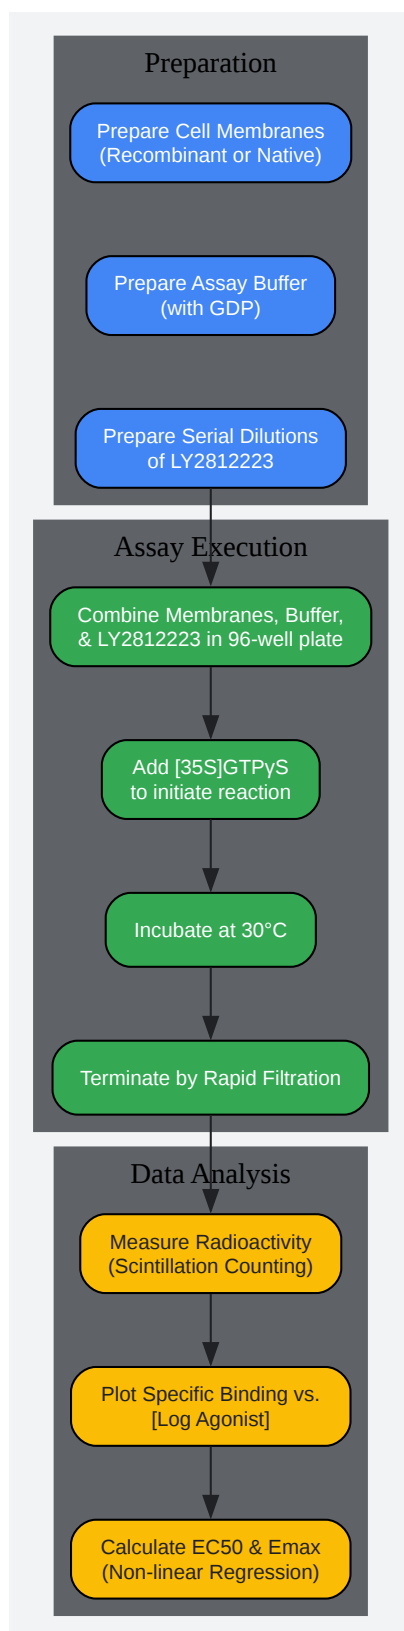 Preparation
Prepare Cell Membranes
(Recombinant or Native)
Prepare Assay Buffer
(with GDP)
Prepare Serial Dilutions
of LY2812223
Assay Execution
Combine Membranes, Buffer,
& LY2812223 in 96-well plate
Add [35S]GTPγS
to initiate reaction
Incubate at 30°C
Terminate by Rapid Filtration
Data Analysis
Measure Radioactivity
(Scintillation Counting)
Plot Specific Binding vs.
[Log Agonist]
Calculate EC50 & Emax
(Non-linear Regression)